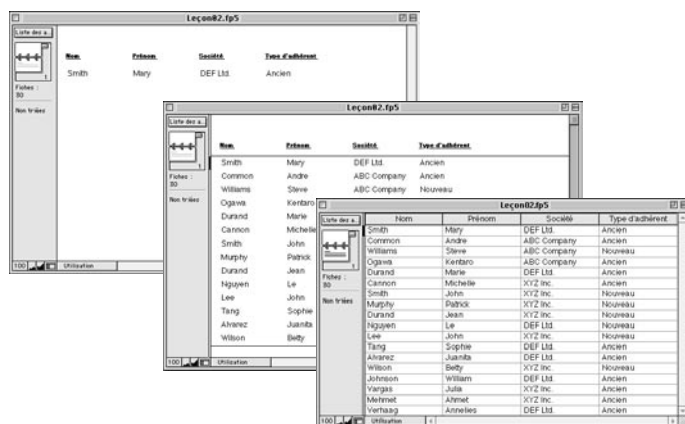 Leçon02.fp5
Liste des a..
Nom Prénom Société Type d'adhérent
Smith Mary DEF Ltd. Ancien
1
Fiches :
30
Non triées
100 Utilisation
Leçon02.fp5
Liste des a..
Nom Prénom Société Type d'adhérent
1
Fiches :
30
Non triées
Smith Mary DEF Ltd. Ancien
Common Andre ABC Company Ancien
Williams Steve ABC Company Nouveau
Ogawa Kentaro
Durand Marie
Cannon Michelle
Smith John
Murphy Patrick
Durand Jean
Nguyen Le
Lee John
Tang Sophie
Alvarez Juanita
Wilson Betty
100 Utilisation
Leçon02.fp5
Liste des a..
1
Fiches :
30
Non triées
Nom Prénom Société Type d'adhérent
Smith Mary DEF Ltd. Ancien
Common Andre ABC Company Ancien
Williams Steve ABC Company Nouveau
Ogawa Kentaro ABC Company Ancien
Durand Marie DEF Ltd. Ancien
Cannon Michelle XYZ Inc. Ancien
Smith John XYZ Inc. Nouveau
Murphy Patrick XYZ Inc. Nouveau
Durand Jean XYZ Inc. Ancien
Nguyen Le DEF Ltd. Nouveau
Lee John XYZ Inc. Nouveau
Tang Sophie DEF Ltd. Ancien
Alvarez Juanita DEF Ltd. Ancien
Wilson Betty XYZ Inc. Nouveau
Johnson William DEF Ltd. Ancien
Vargas Julia XYZ Inc. Ancien
Mehmet Ahmet XYZ Inc. Ancien
Verhaag Annelies DEF Ltd. Ancien
100 Utilisation